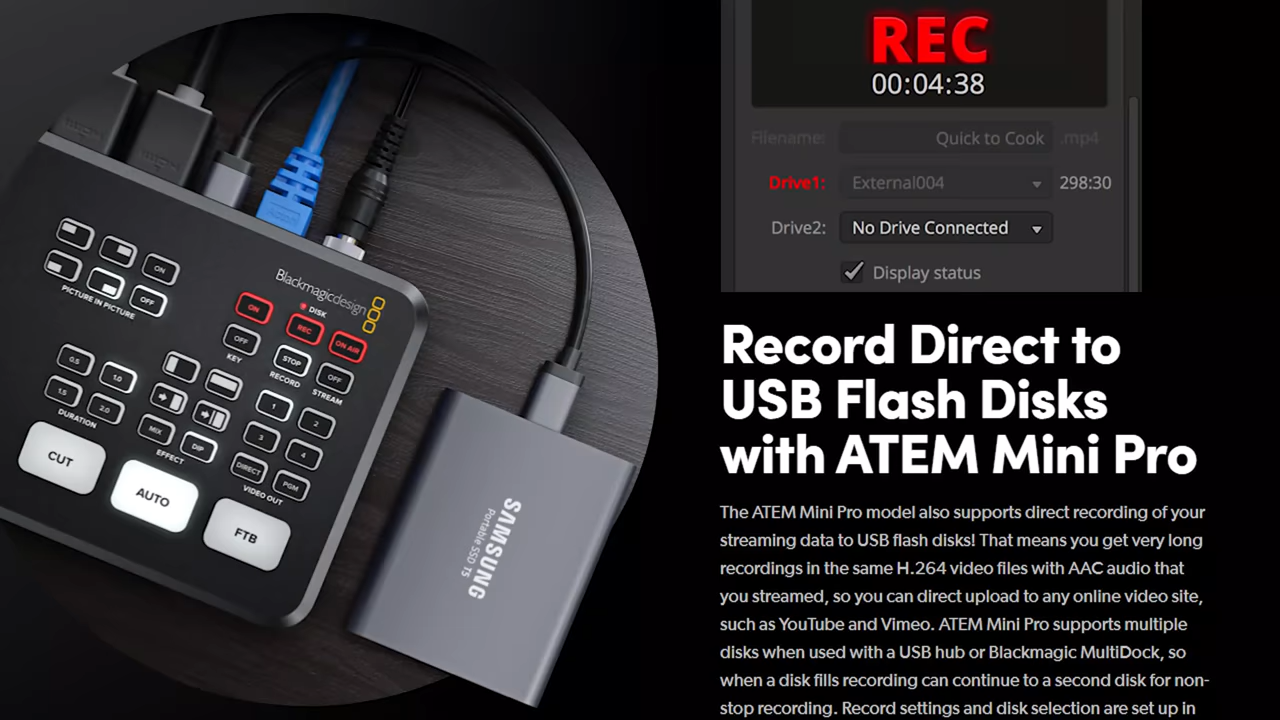 REC
00:04:38
Filename: Quick to Cook .mp4
Drive1: External004 298:30
Drive2: No Drive Connected
Display status
Record Direct to
USB Flash Disks
with ATEM Mini Pro
The ATEM Mini Pro model also supports direct recording of your
streaming data to USB flash disks! That means you get very long
recordings in the same H.264 video files with AAC audio that
you streamed, so you can direct upload to any online video site,
such as YouTube and Vimeo. ATEM Mini Pro supports multiple
disks when used with a USB hub or Blackmagic MultiDock, so
when a disk fills recording can continue to a second disk for non-
stop recording. Record settings and disk selection are set up in
Blackmagicdesign
ON
OFF
PICTURE IN PICTURE
ON
OFF
KEY
DISK
REC
STOP
RECORD
ON AIR
OFF
STREAM
0.5
1.0
1.5
2.0
DURATION
MIX
DIP
EFFECT
1
2
3
4
DIRECT
PGM
VIDEO OUT
CUT
AUTO
FTB
SAMSUNG
Portable SSD T5